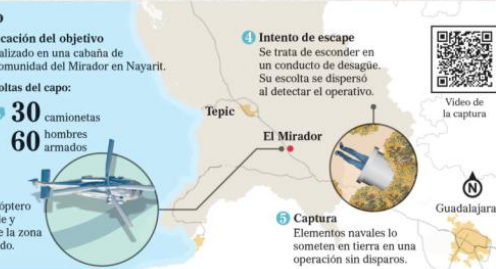 cación del objetivo
alizado en una cabaña de
omunidad del Mirador en Nayarit.
oltas del capo:
30 camionetas
60 hombres
armados
óptero
le y
e la zona
do.
4 Intento de escape
Se trata de esconder en
un conducto de desagüe.
Su escolta se dispersó
al detectar el operativo.
Tepic
El Mirador
5 Captura
Elementos navales lo
someten en tierra en una
operación sin disparos.
Video de
la captura
N
Guadalajara